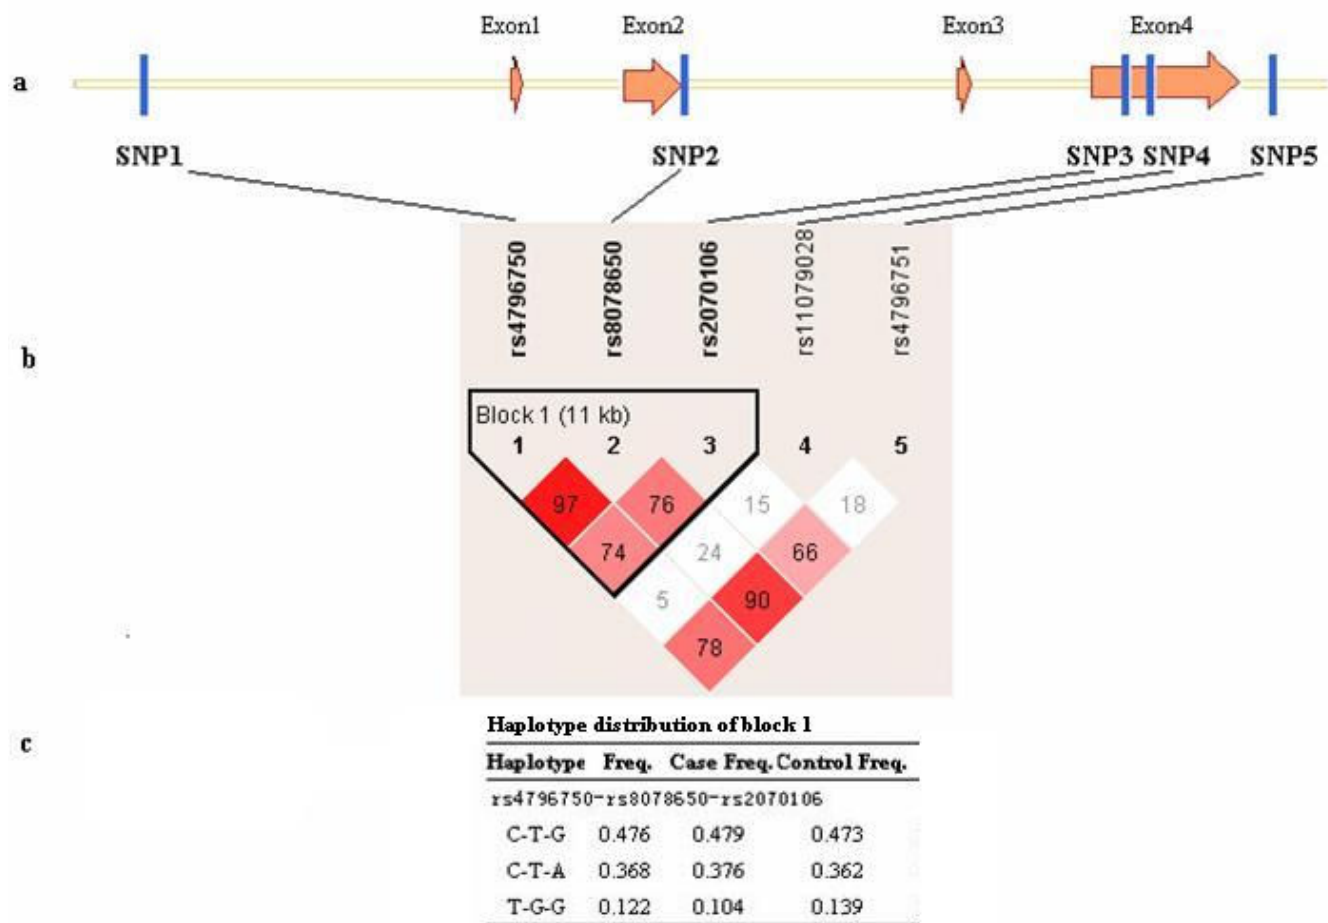 Exon1 Exon2 Exon3 Exon4
a
SNP1 SNP2 SNP3 SNP4 SNP5
rs4796750 rs8078650 rs2070106 rs11079028 rs4796751
b
Block 1 (11 kb)
1 2 3 4 5
97 76 15 18
74 24 66
5 90
78
c
Haplotype distribution of block 1
Haplotype Freq. Case Freq. Control Freq.
rs4796750-rs8078650-rs2070106
C-T-G 0.476 0.479 0.473
C-T-A 0.368 0.376 0.362
T-G-G 0.122 0.104 0.139